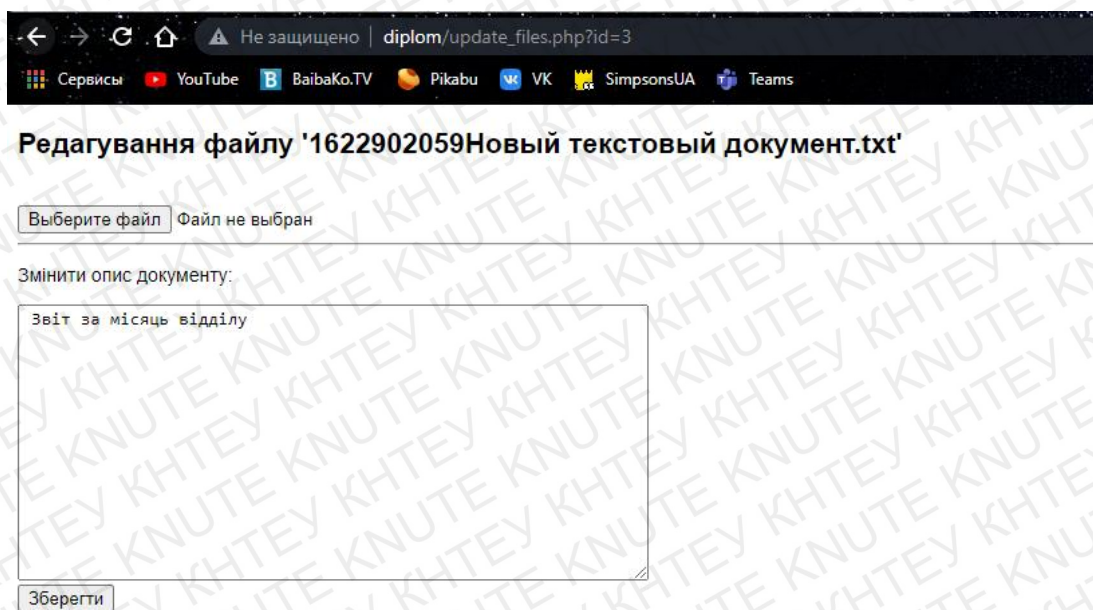 Не защищено | diplom/update_files.php?id=3
Сервисы YouTube BaibaKo.TV Pikabu VK SimpsonsUA Teams
Редагування файлу '1622902059Новый текстовый документ.txt'
Выберите файл Файл не выбран
Змінити опис документу:
Звіт за місяць відділу
Зберегти